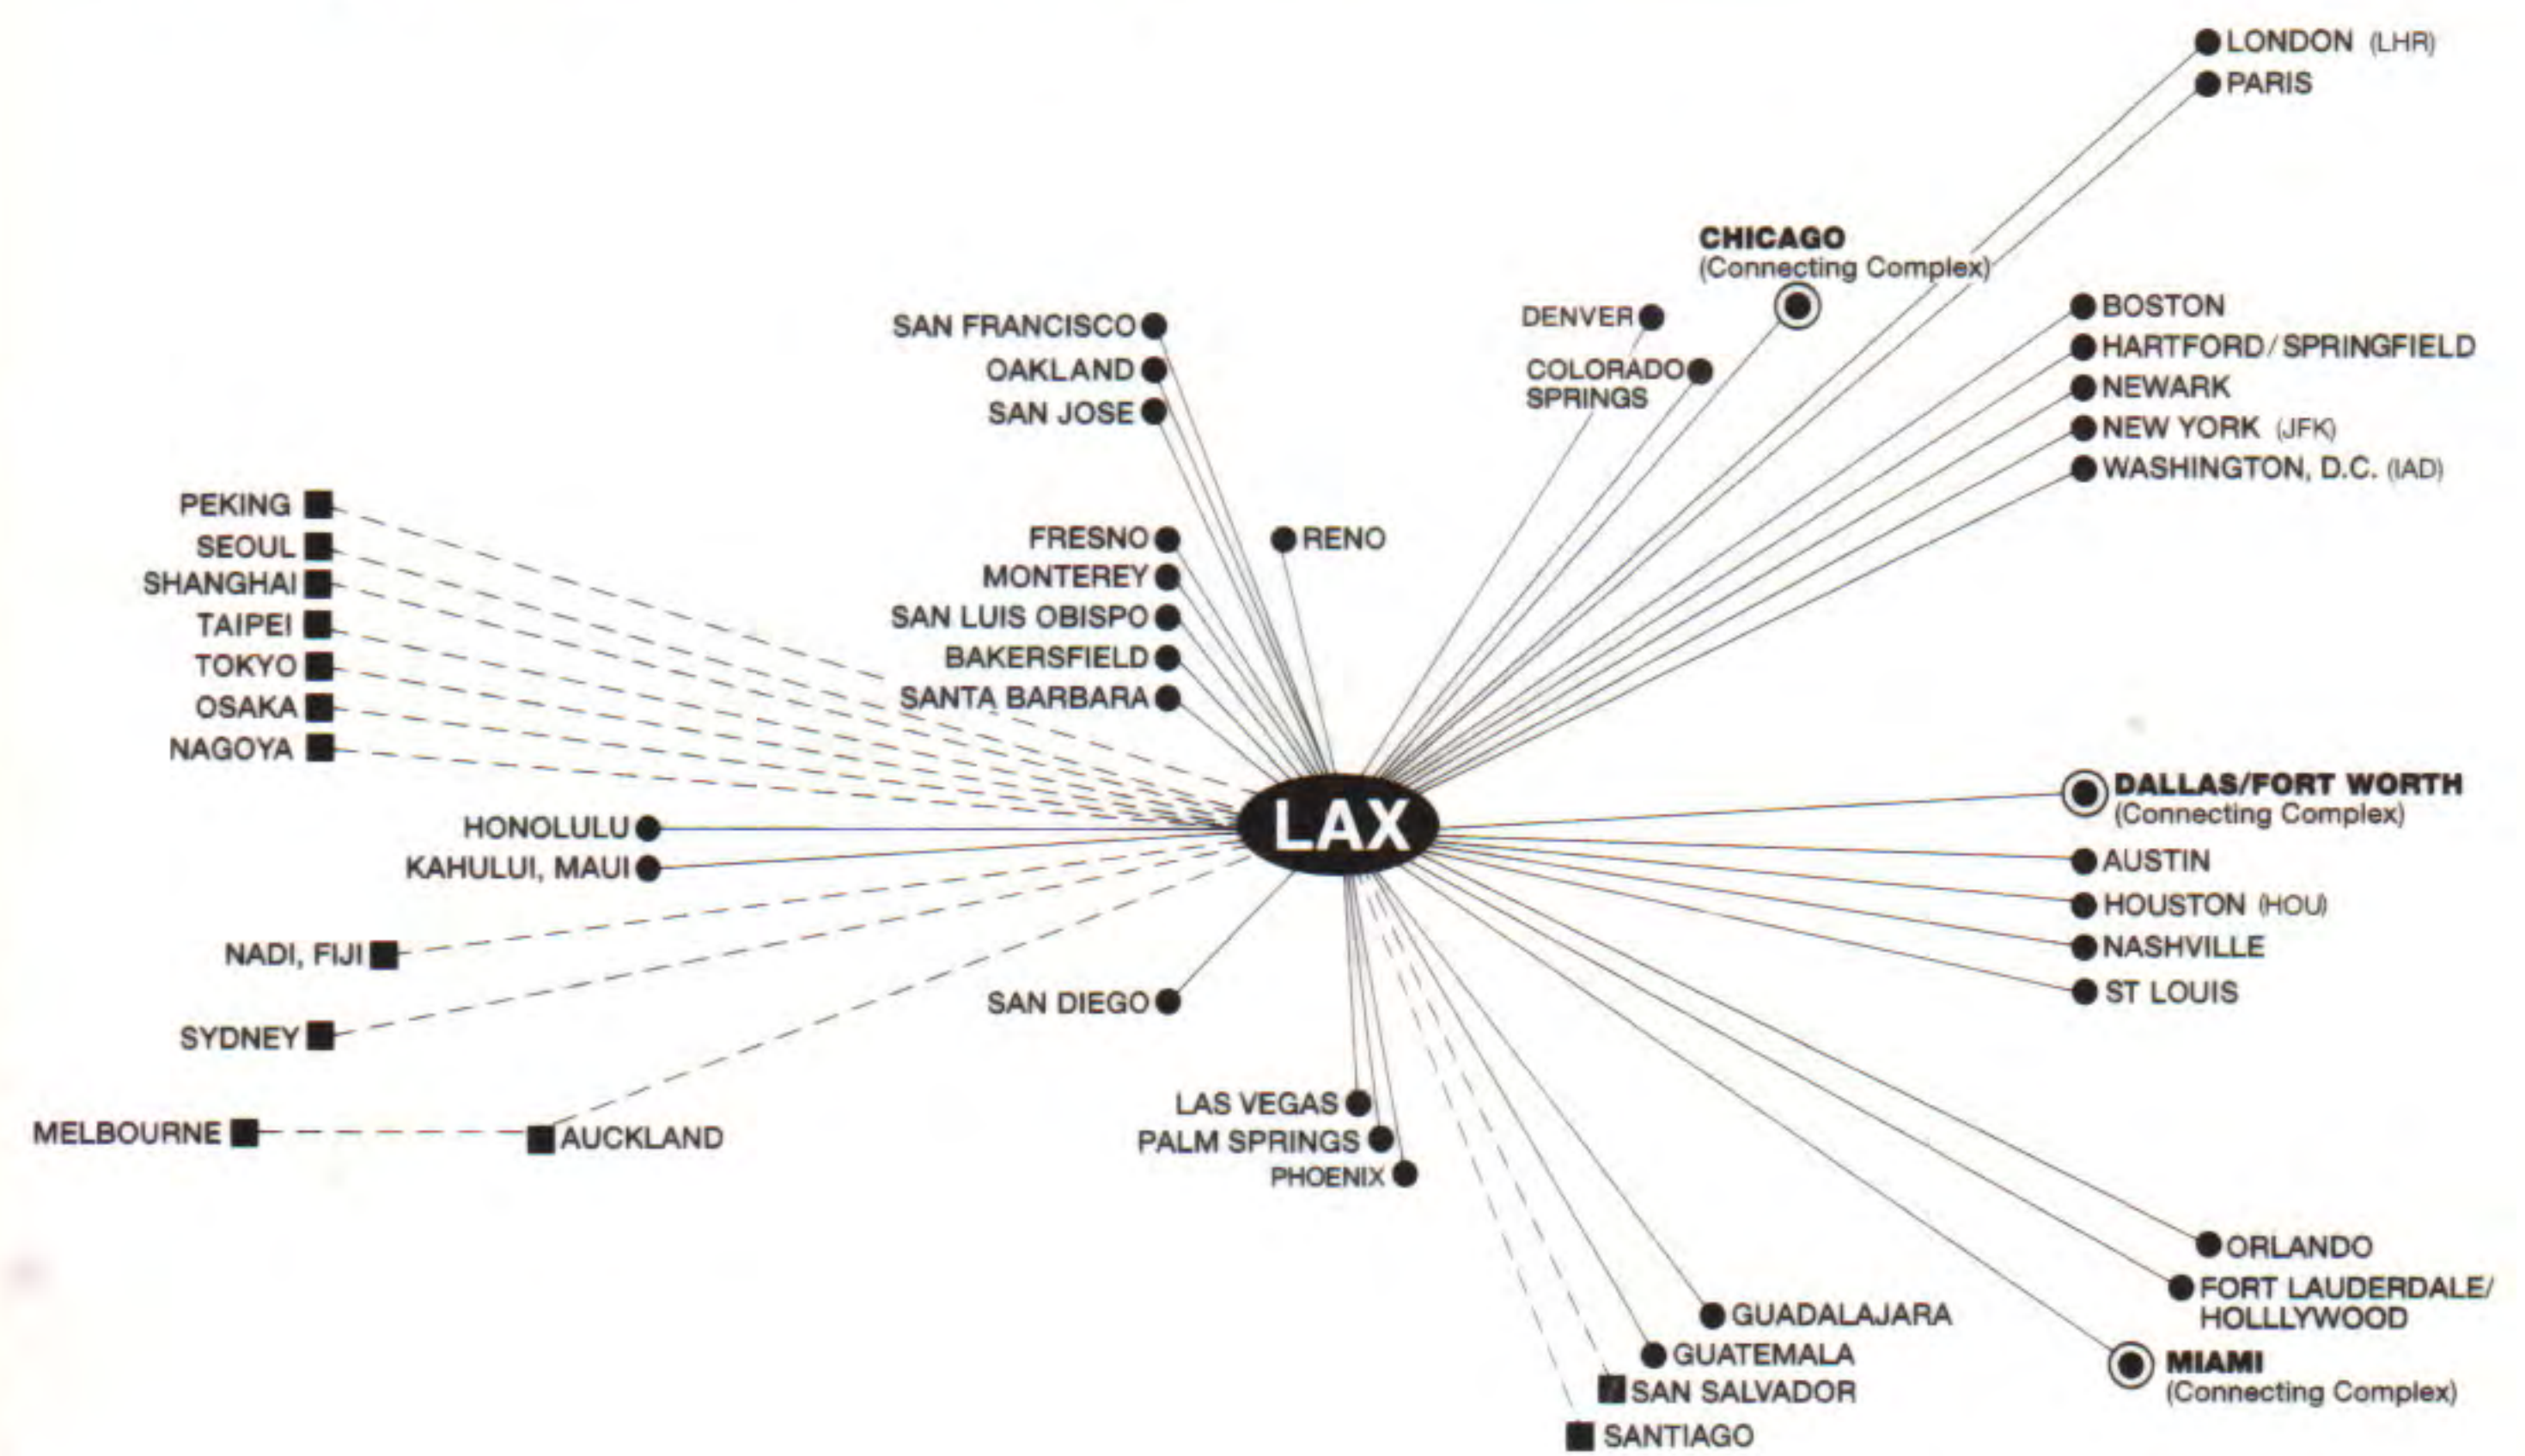 LONDON (LHR)
PARIS
CHICAGO
(Connecting Complex)
DENVER
COLORADO
SPRINGS
BOSTON
HARTFORD/SPRINGFIELD
NEWARK
NEW YORK (JFK)
WASHINGTON, D.C. (IAD)
SAN FRANCISCO
OAKLAND
SAN JOSE
FRESNO
MONTEREY
SAN LUIS OBISPO
BAKERSFIELD
SANTA BARBARA
RENO
PEKING
SEOUL
SHANGHAI
TAIPEI
TOKYO
OSAKA
NAGOYA
HONOLULU
KAHULUI, MAUI
LAX
DALLAS/FORT WORTH
(Connecting Complex)
AUSTIN
HOUSTON (HOU)
NASHVILLE
ST LOUIS
NADI, FIJI
SYDNEY
MELBOURNE
AUCKLAND
SAN DIEGO
LAS VEGAS
PALM SPRINGS
PHOENIX
ORLANDO
FORT LAUDERDALE/
HOLLLYWOOD
MIAMI
(Connecting Complex)
GUADALAJARA
GUATEMALA
SAN SALVADOR
SANTIAGO